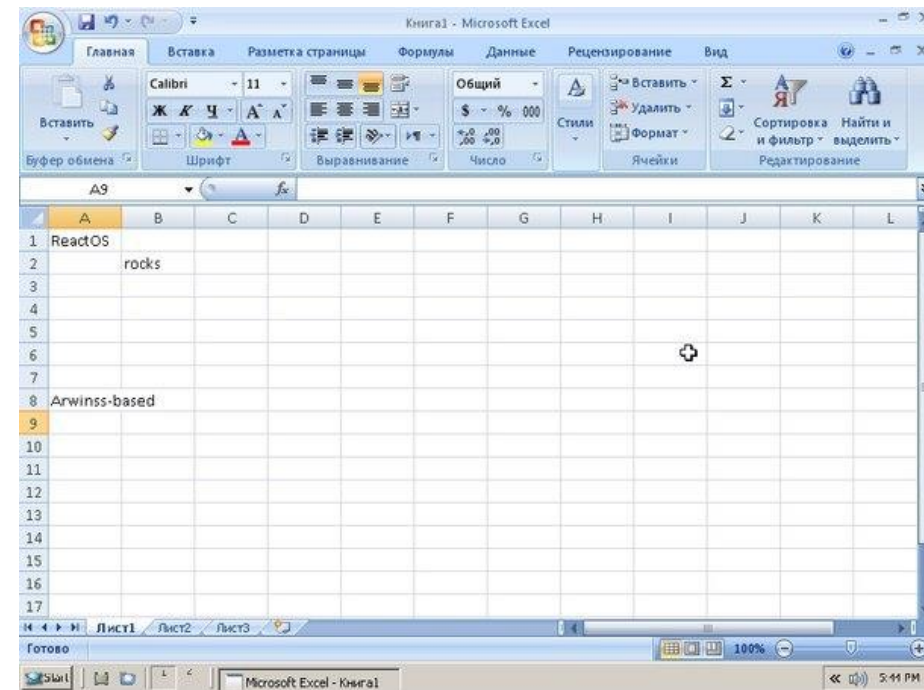 Книга1 - Microsoft Excel
Главная Вставка Разметка страницы Формулы Данные Рецензирование Вид
Calibri 11 Общий Вставить
Вставить Ж К Ч A A $ % 000 Стили Удалить Сортировка и фильтр Найти и выделить
A Формат
Буфер обмена Шрифт Выравнивание Число Ячейки Редактирование
A9 fx
A B C D E F G H I J K L
1 ReactOS
2 rocks
3
4
5
6
7
8 Arwinss-based
9
10
11
12
13
14
15
16
17
Лист1 Лист2 Лист3
Готово 100%
Start Microsoft Excel - Книга1 5:44 PM